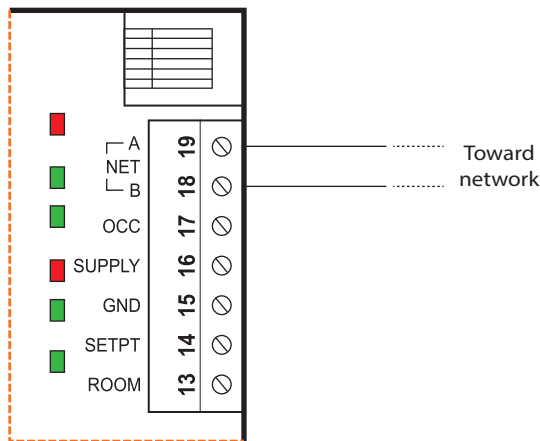 A 19
NET
B 18
OCC 17
SUPPLY 16
GND 15
SETPT 14
ROOM 13
Toward
network